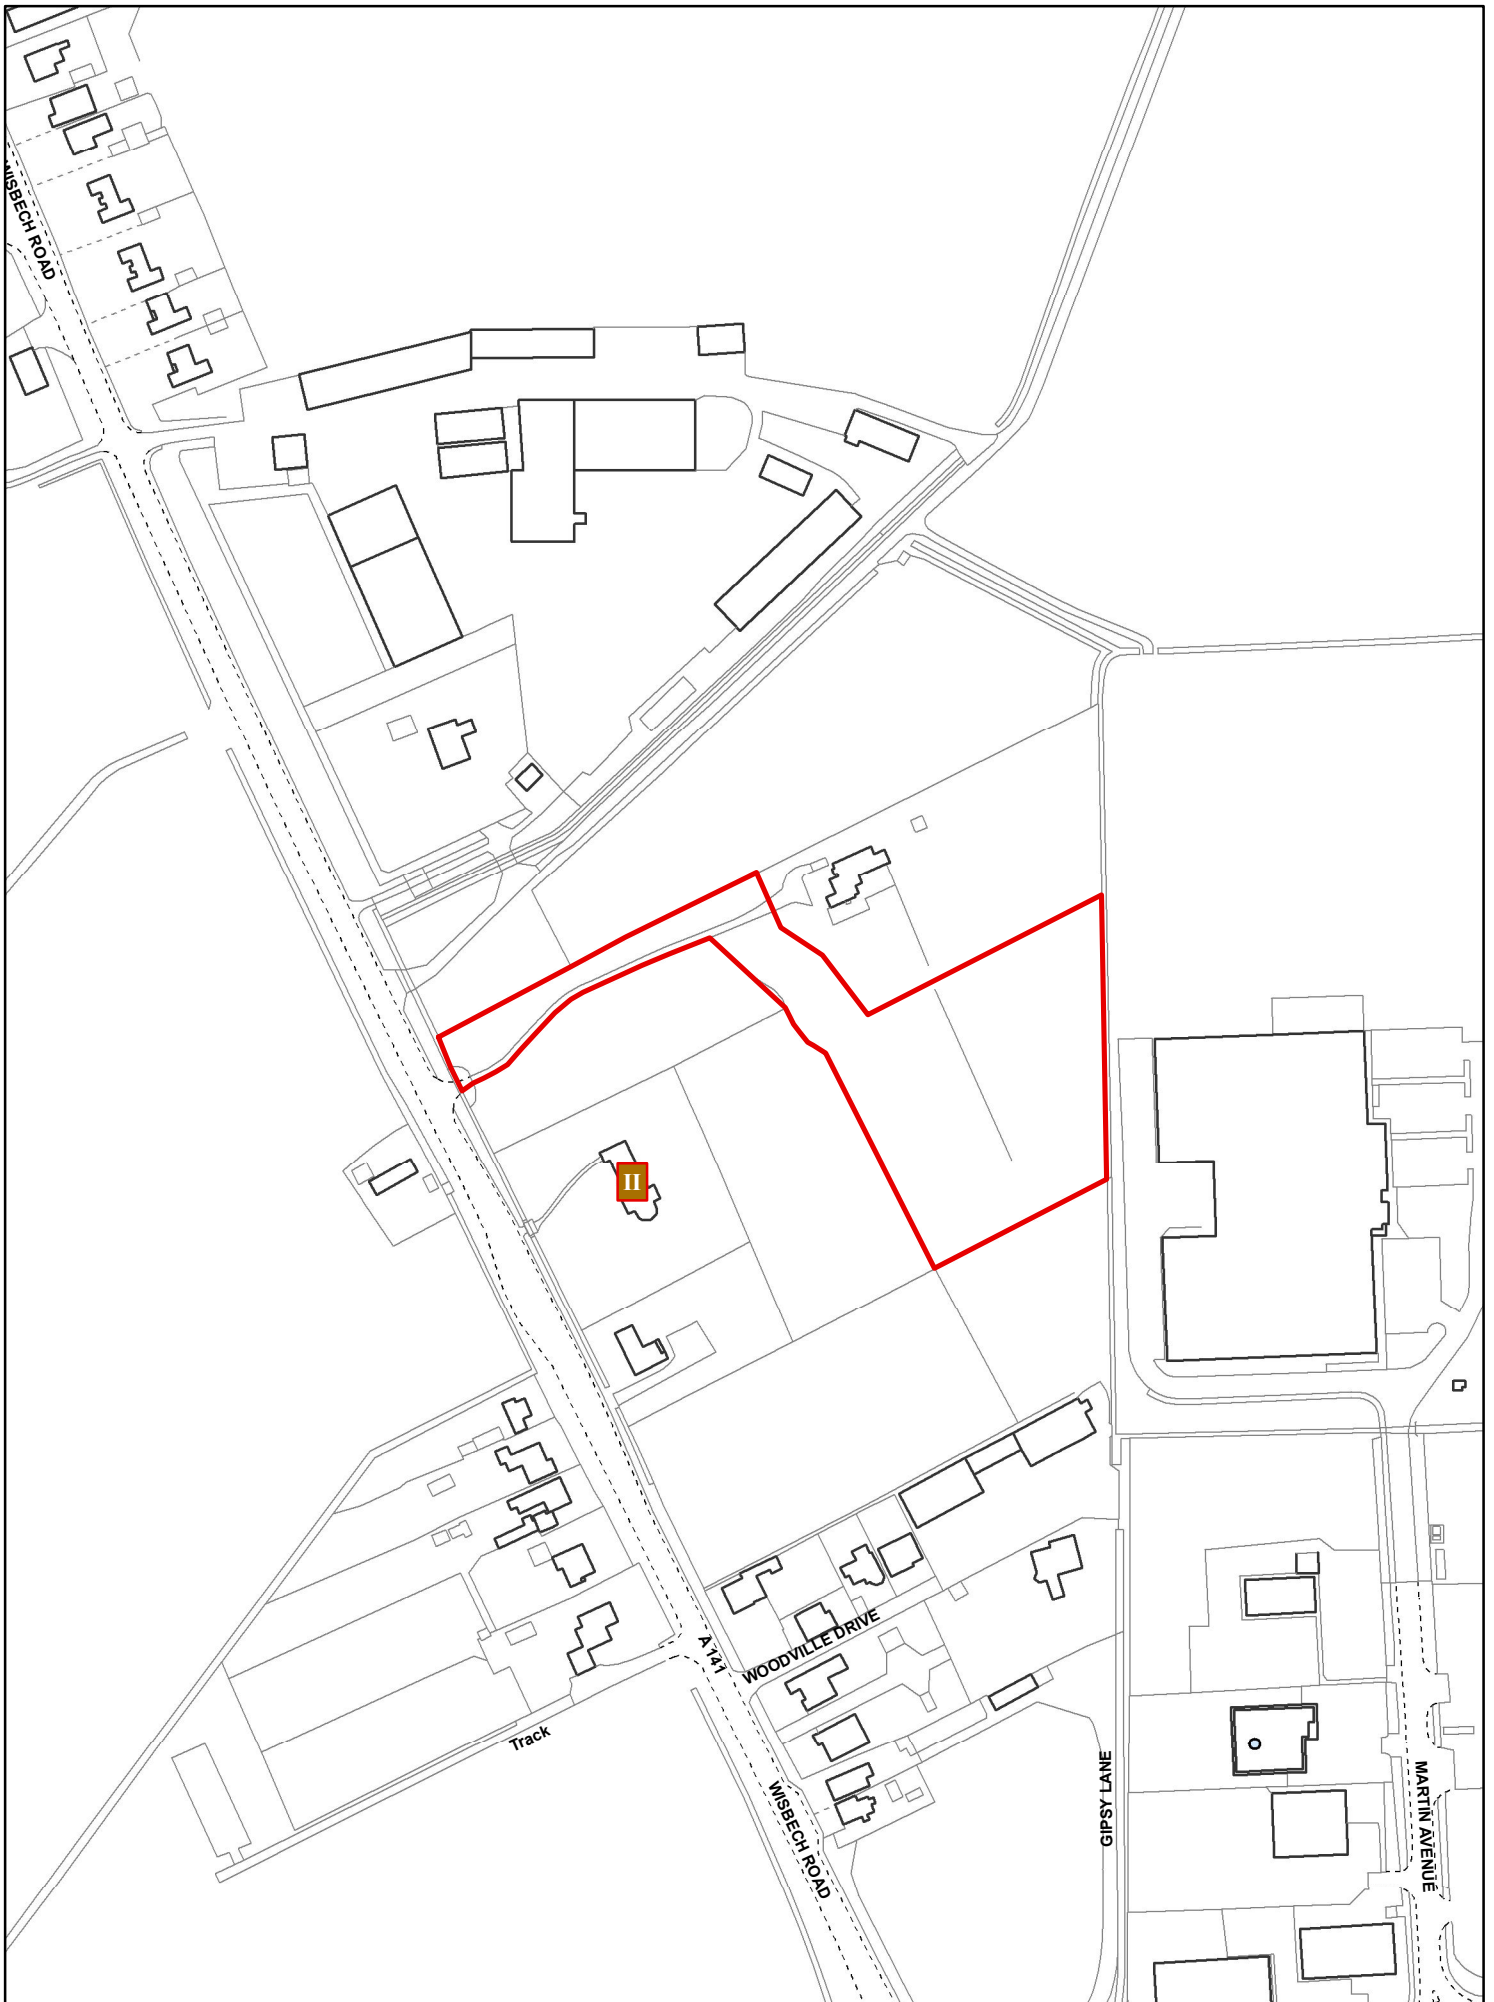 WISBECH ROAD
II
A 141
WOODVILLE DRIVE
Track
WISBECH ROAD
GIPSY LANE
MARTIN AVENUE